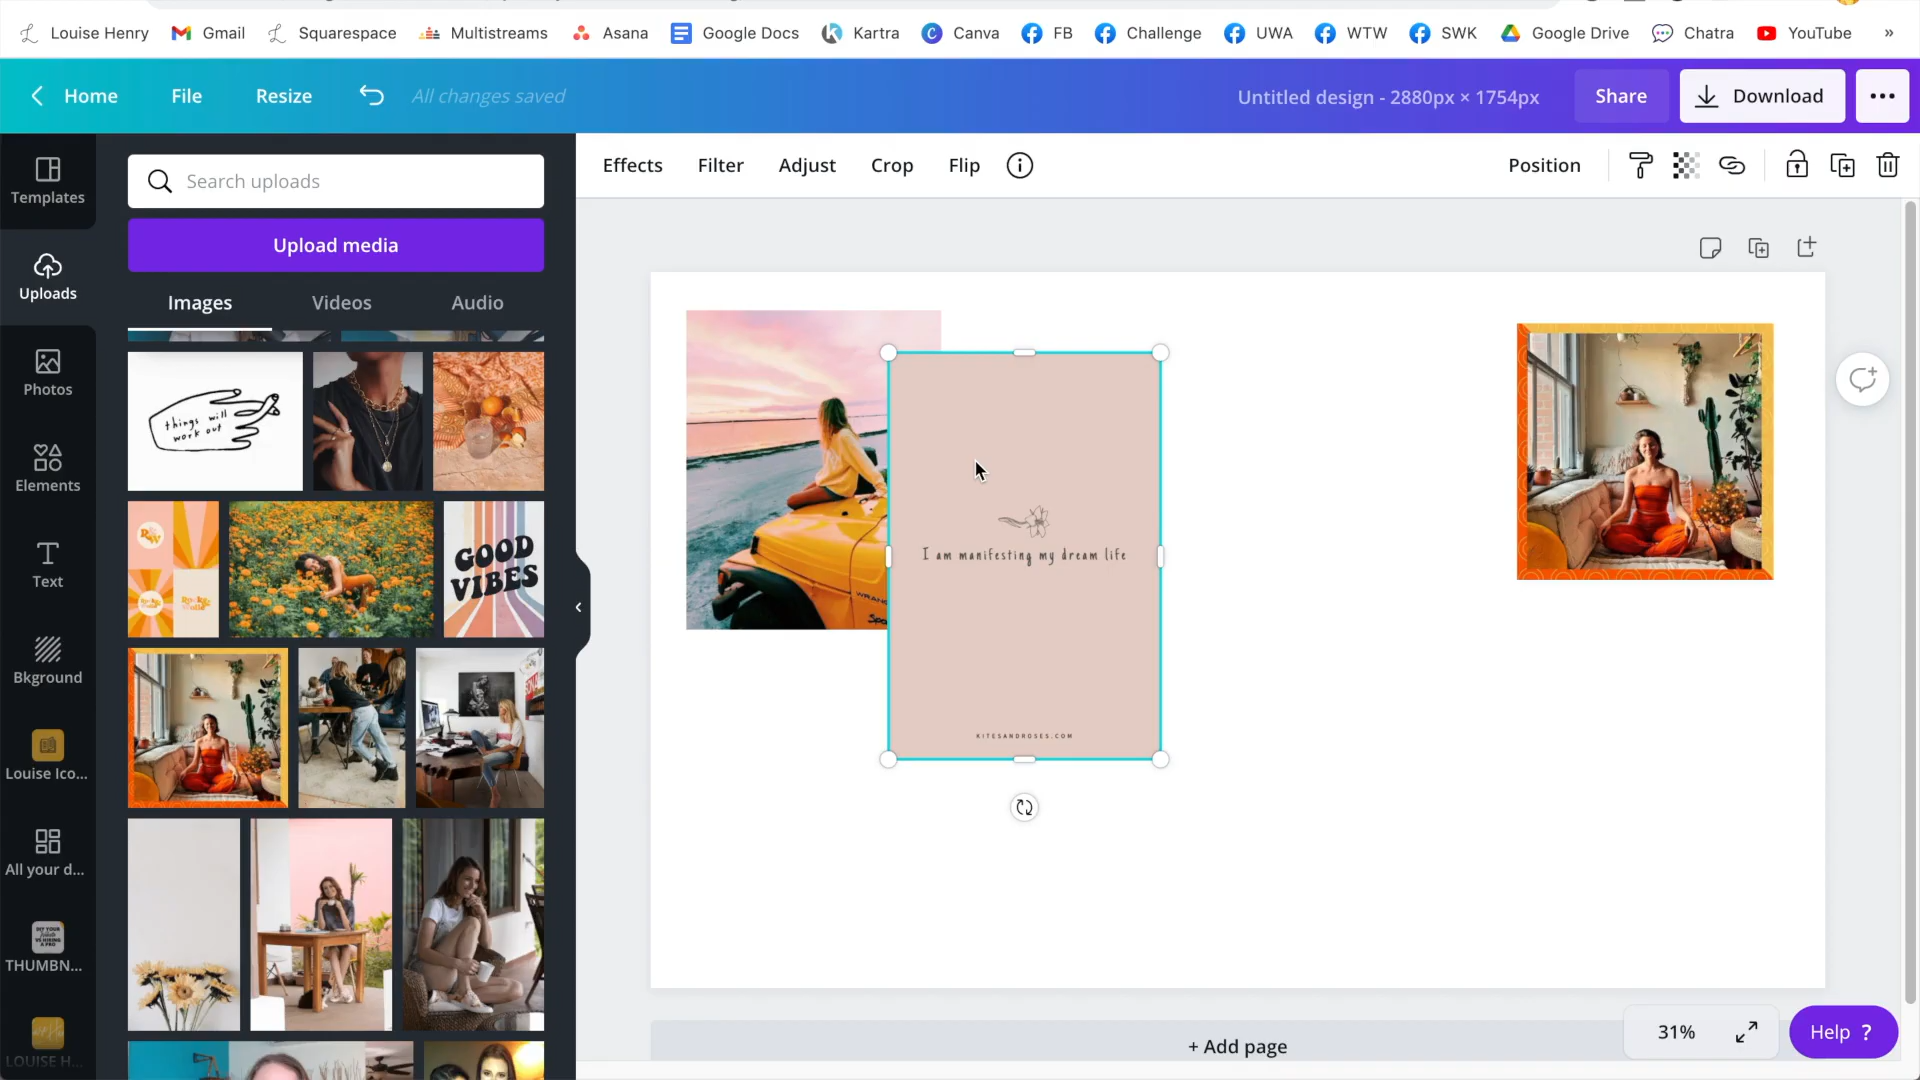 Louise Henry Gmail Squarespace Multistreams Asana Google Docs Kartra Canva FB Challenge UWA WTW SWK Google Drive Chatra YouTube »
Home File Resize All changes saved Untitled design - 2880px × 1754px Share Download
Effects Filter Adjust Crop Flip Position
Templates
Uploads
Photos
Elements
Text
Bkground
Louise Ico...
All your d...
THUMBN...
LOUISE H...
Search uploads
Upload media
Images Videos Audio
things will
work out
GOOD
VIBES
I am manifesting my dream life
KITESANDROSES.COM
+ Add page
31%
Help ?